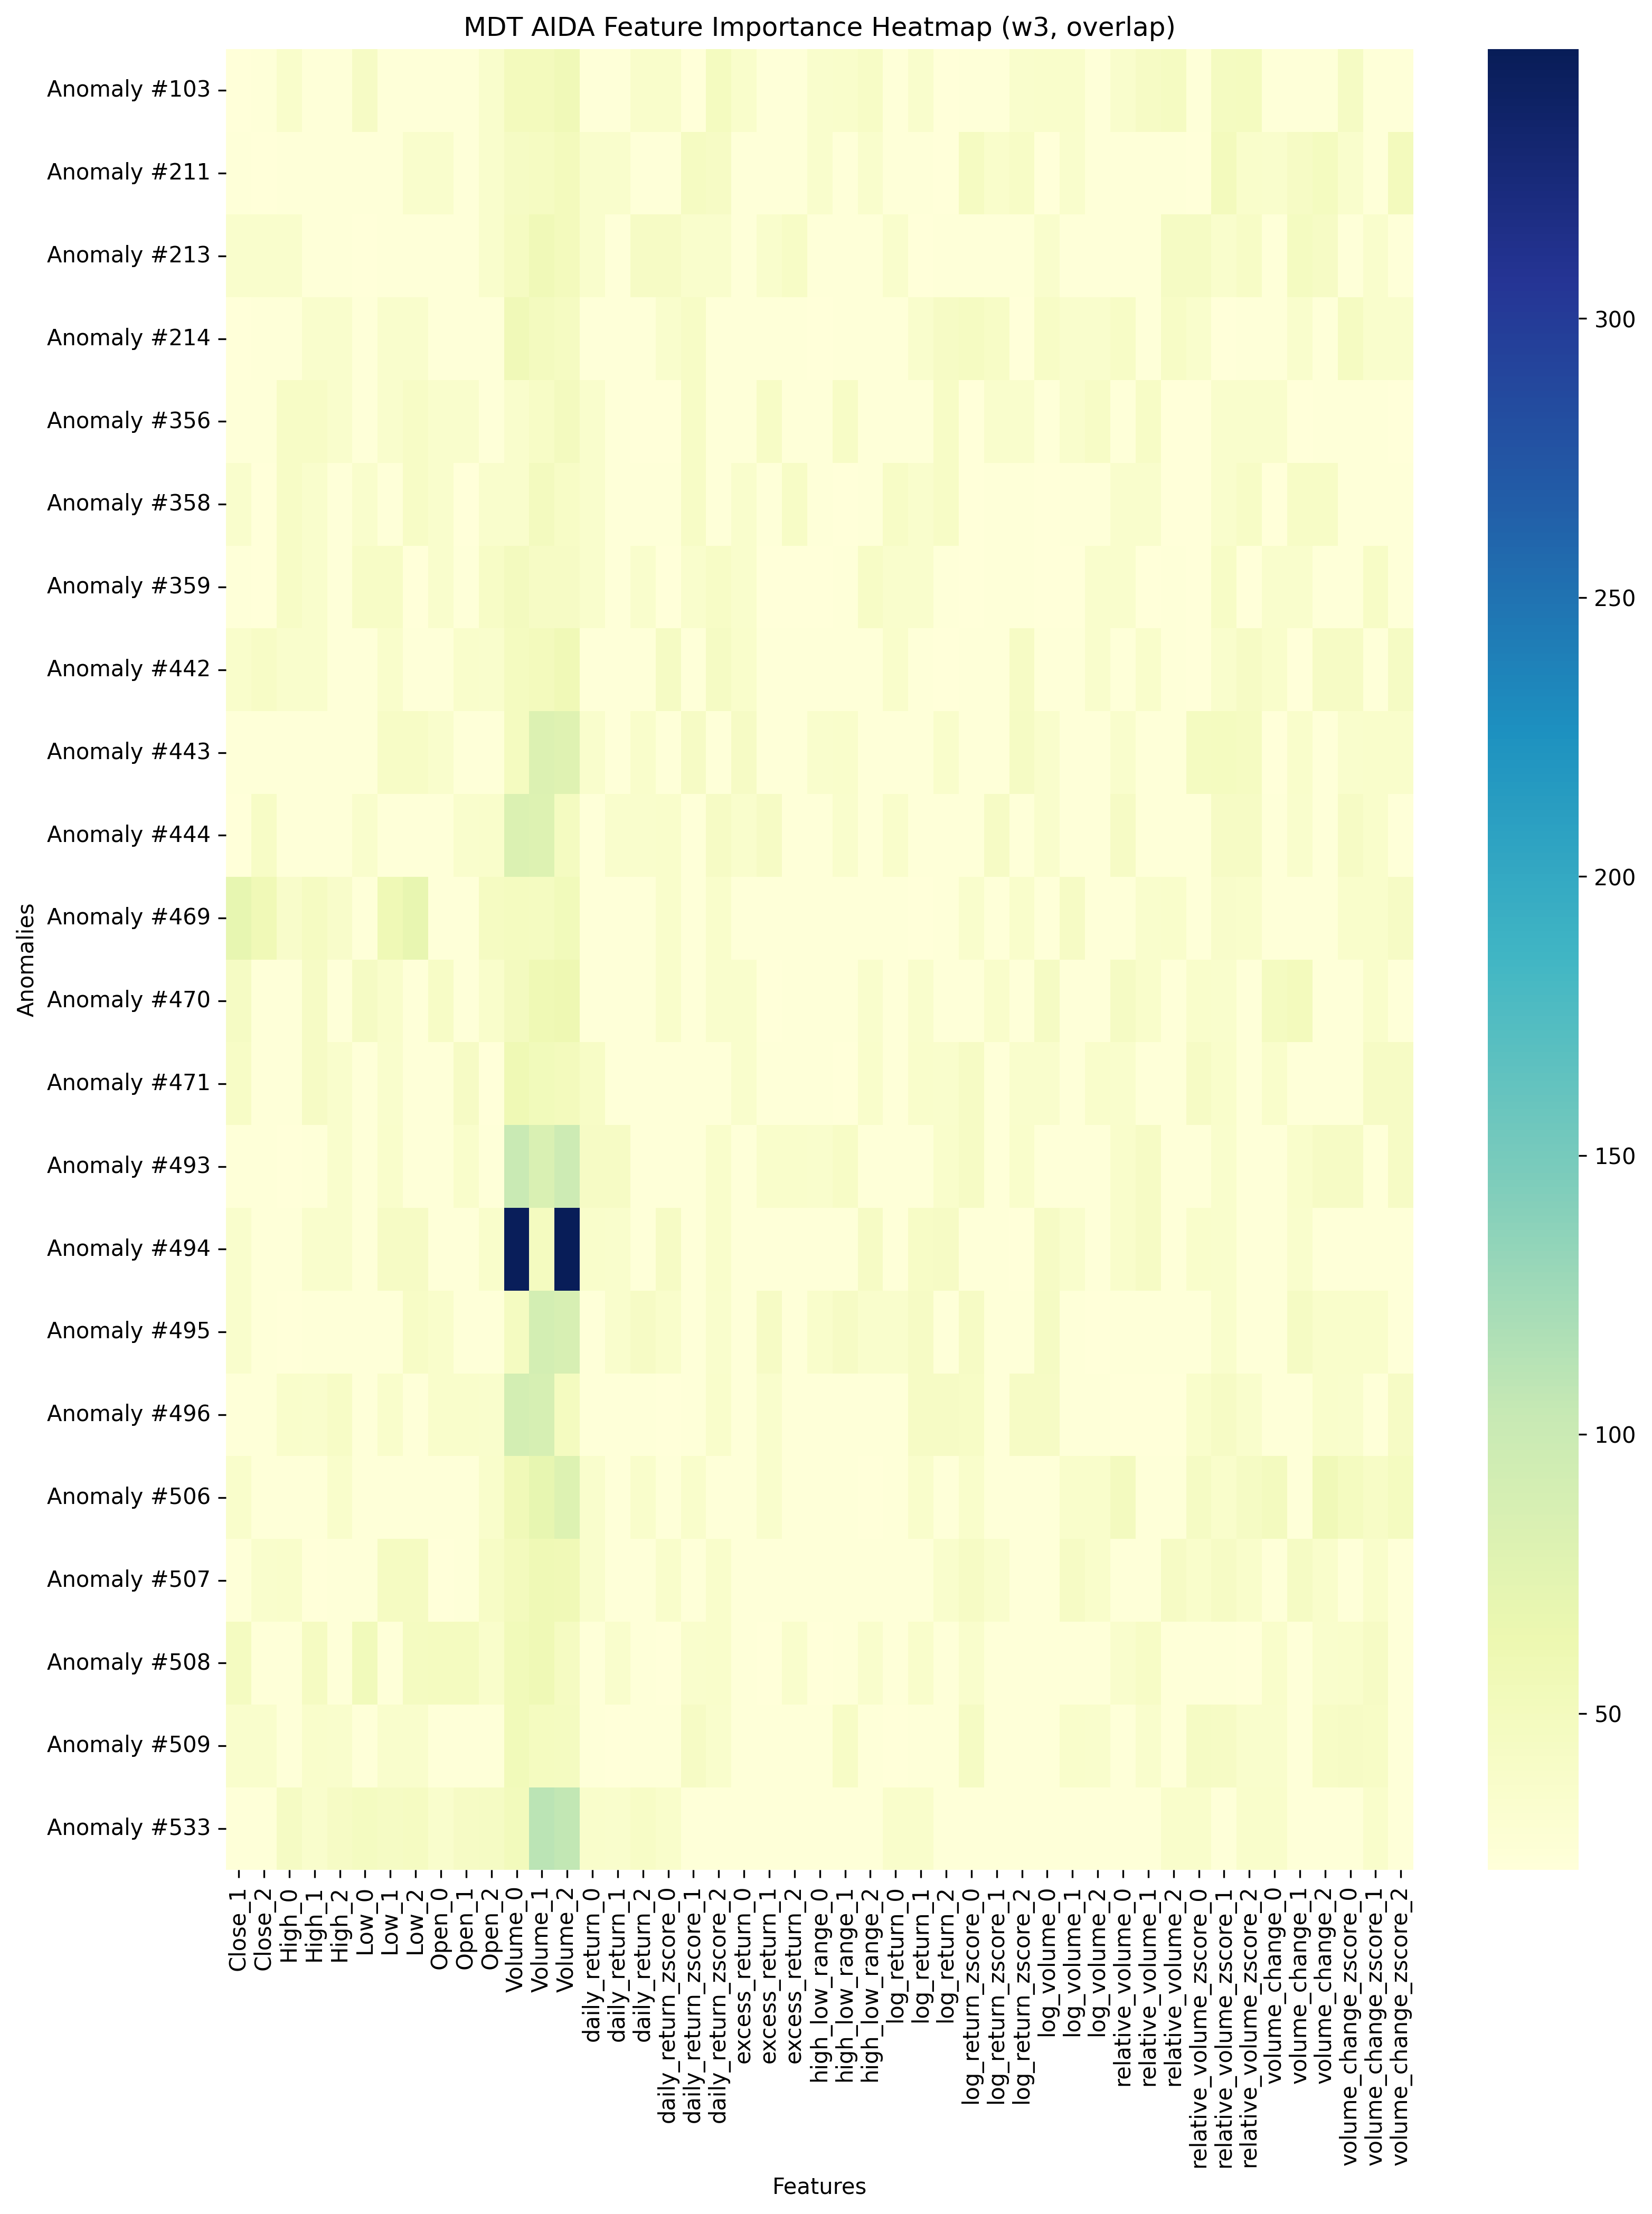 MDT AIDA Feature Importance Heatmap (w3, overlap)
Anomalies
Anomaly #103
Anomaly #211
Anomaly #213
Anomaly #214
Anomaly #356
Anomaly #358
Anomaly #359
Anomaly #442
Anomaly #443
Anomaly #444
Anomaly #469
Anomaly #470
Anomaly #471
Anomaly #493
Anomaly #494
Anomaly #495
Anomaly #496
Anomaly #506
Anomaly #507
Anomaly #508
Anomaly #509
Anomaly #533
Close_1
Close_2
High_0
High_1
High_2
Low_0
Low_1
Low_2
Open_0
Open_1
Open_2
Volume_0
Volume_1
Volume_2
daily_return_0
daily_return_1
daily_return_2
daily_return_zscore_0
daily_return_zscore_1
daily_return_zscore_2
excess_return_0
excess_return_1
excess_return_2
high_low_range_0
high_low_range_1
high_low_range_2
log_return_0
log_return_1
log_return_2
log_return_zscore_0
log_return_zscore_1
log_return_zscore_2
log_volume_0
log_volume_1
log_volume_2
relative_volume_0
relative_volume_1
relative_volume_2
relative_volume_zscore_0
relative_volume_zscore_1
relative_volume_zscore_2
volume_change_0
volume_change_1
volume_change_2
volume_change_zscore_0
volume_change_zscore_1
volume_change_zscore_2
Features
300
250
200
150
100
50